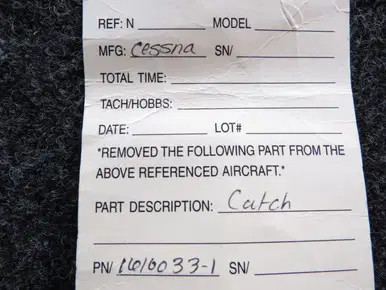 REF: N MODEL
MFG: Cessna SN/
TOTAL TIME:
TACH/HOBBS:
DATE: LOT#
*REMOVED THE FOLLOWING PART FROM THE
ABOVE REFERENCED AIRCRAFT.*
PART DESCRIPTION: Catch
PN/ 1616033-1 SN/